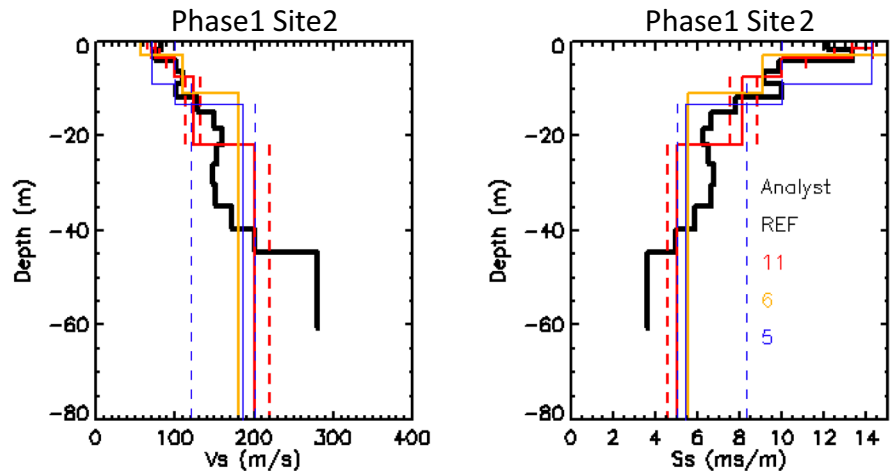 Phase1 Site2
0
-20
-40
-60
-80
Depth (m)
0 100 200 300 400
Vs (m/s)
Phase1 Site2
0
-20
-40
-60
-80
Depth (m)
0 2 4 6 8 10 12 14
Ss (ms/m)
Analyst
REF
11
6
5